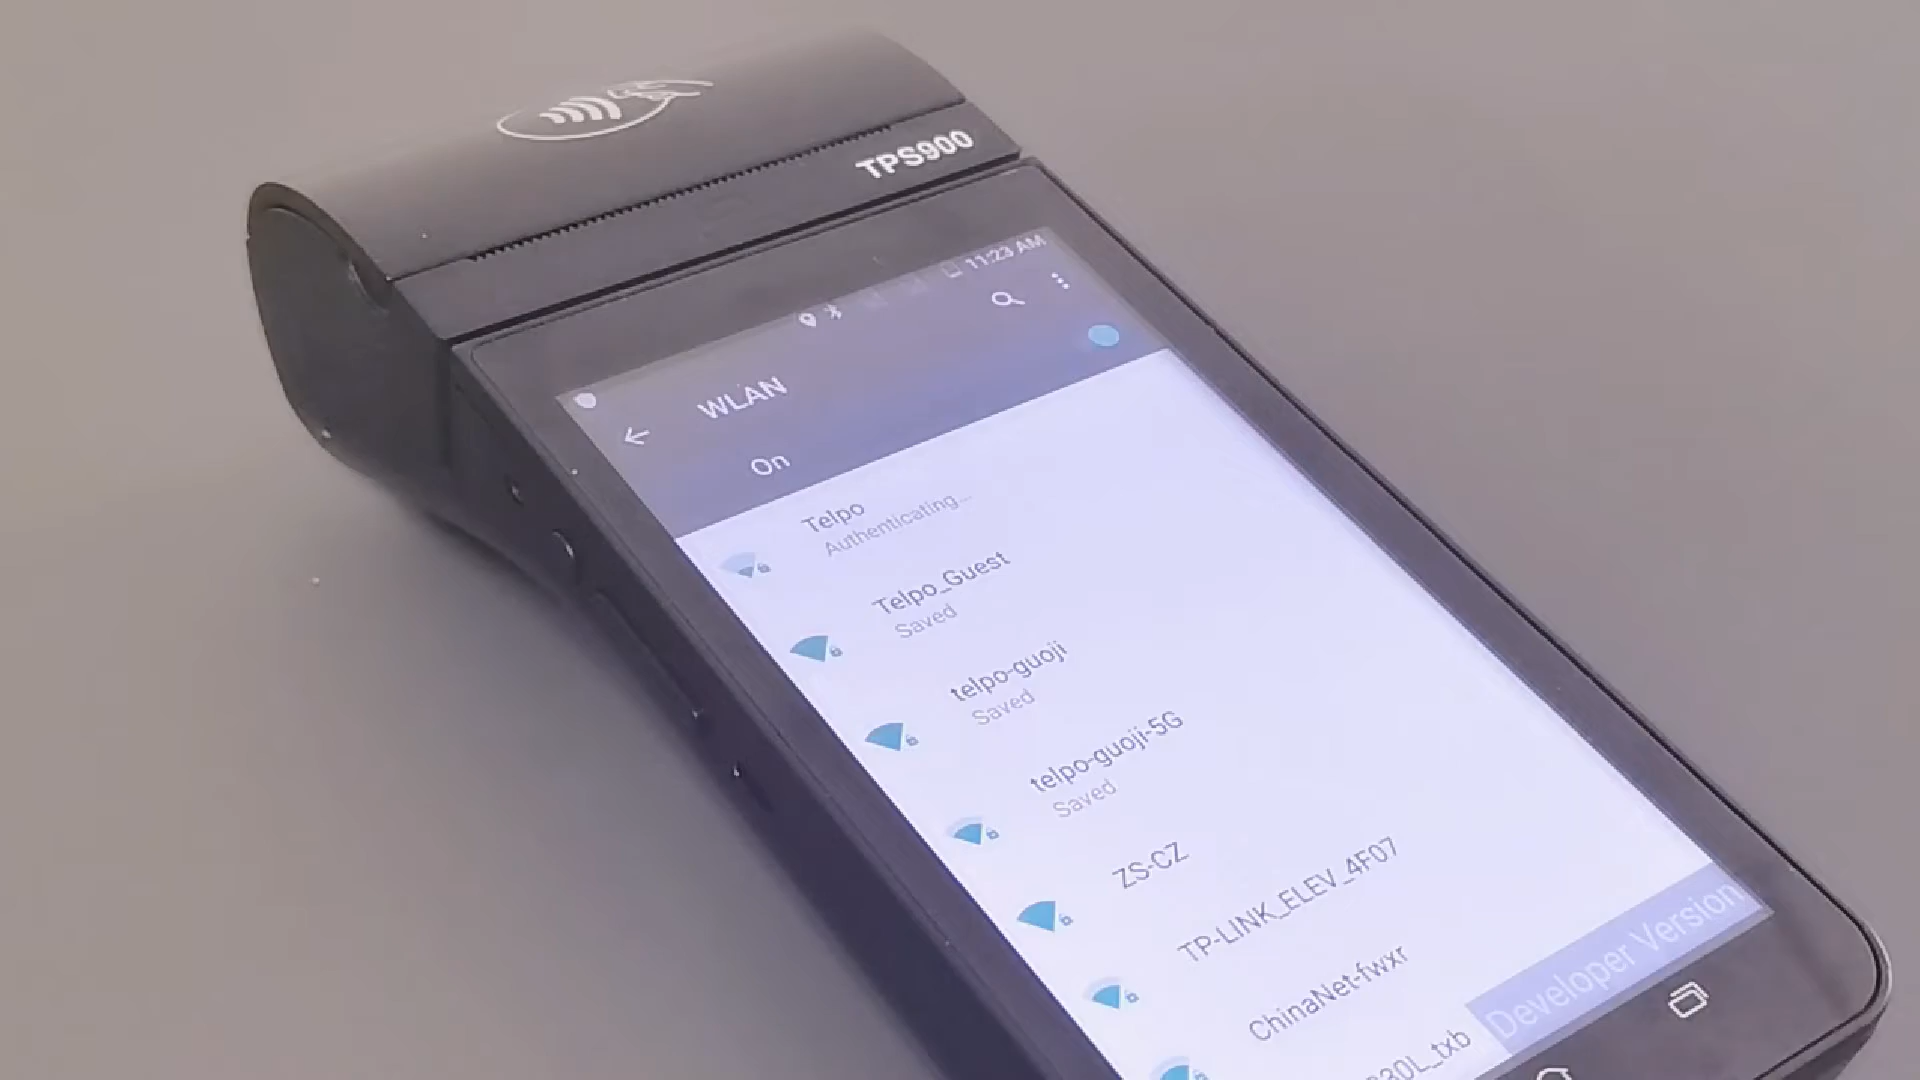 TPS900
11:23 AM
WLAN
On
Telpo
Authenticating...
Telpo_Guest
Saved
telpo-guoji
Saved
telpo-guoji-5G
Saved
ZS-CZ
TP-LINK_ELEV_4F07
ChinaNet-fwxr
30L_txb
Developer Version